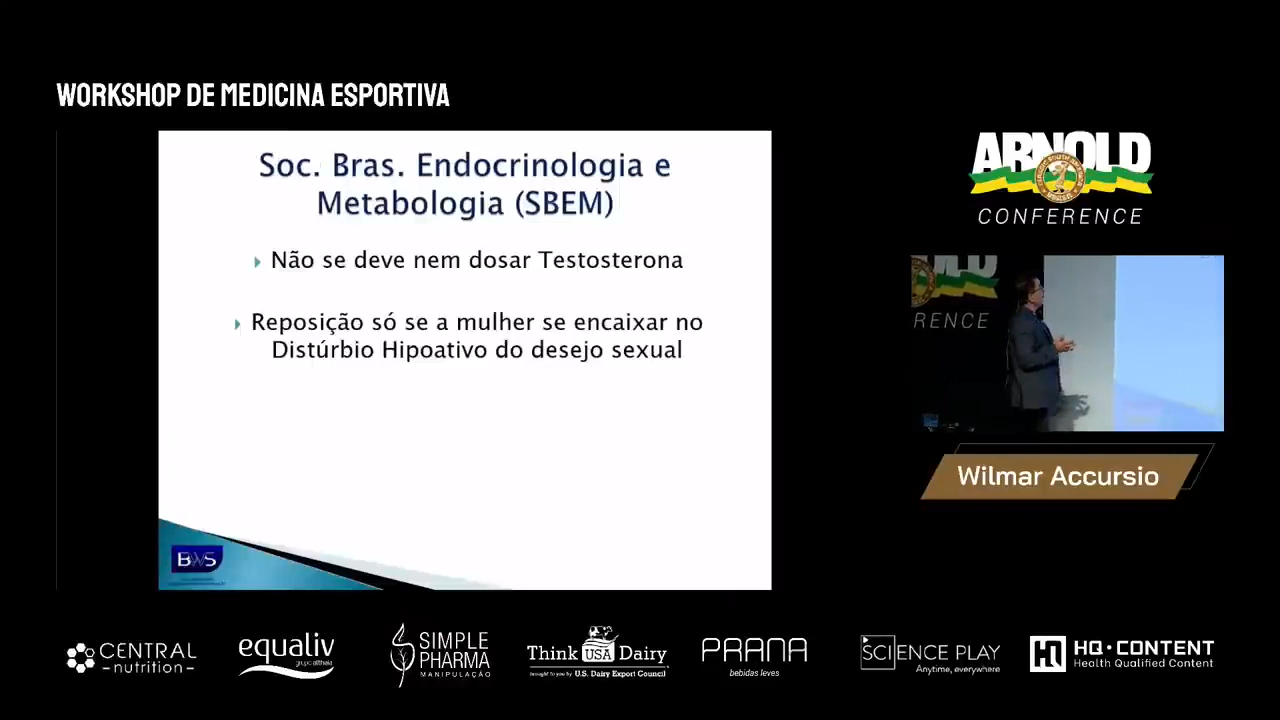 WORKSHOP DE MEDICINA ESPORTIVA
Soc. Bras. Endocrinologia e
Metabologia (SBEM)
Não se deve nem dosar Testosterona
Reposição só se a mulher se encaixar no
Distúrbio Hipoativo do desejo sexual
BWS
ARNOLD
CONFERENCE
RENCE
Wilmar Accursio
CENTRAL
nutrition
equaliv
grupo altheia
SIMPLE
PHARMA
MANIPULAÇÃO
Think USA Dairy
brought to you by U.S. Dairy Export Council
PRANA
bebidas leves
SCIENCE PLAY
Anytime, everywhere
HQ·CONTENT
Health Qualified Content